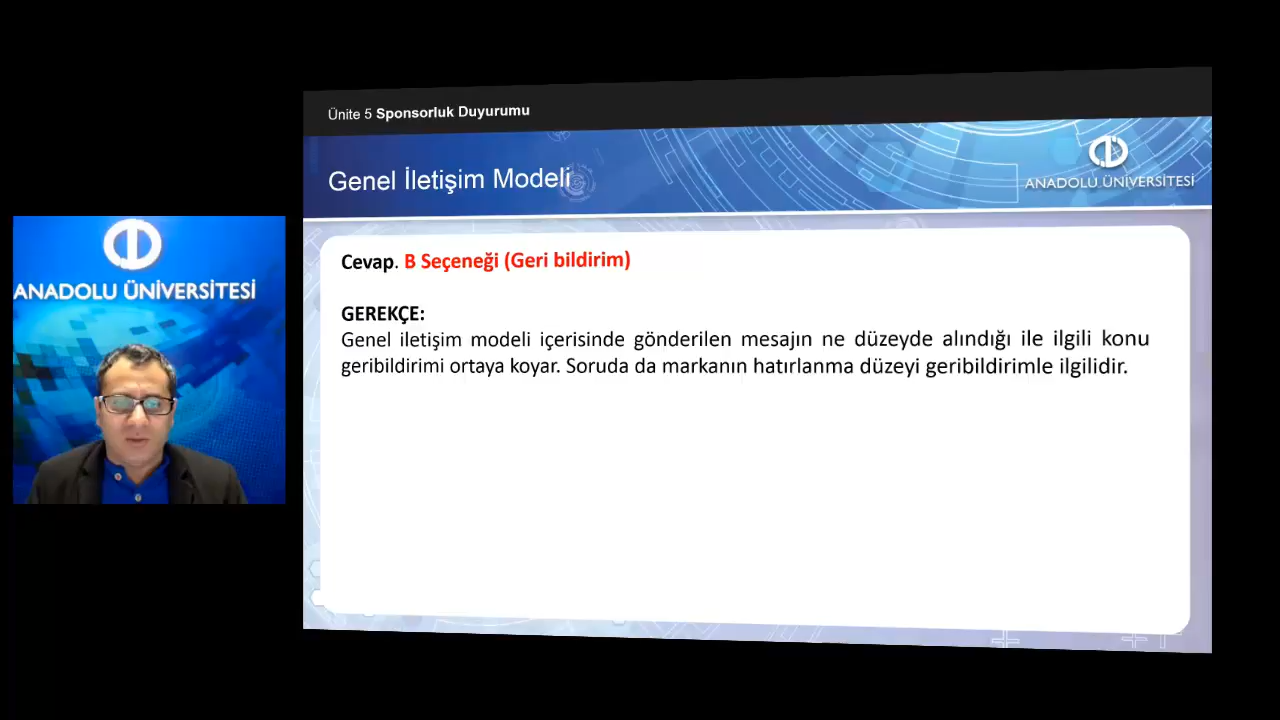 Ünite 5 Sponsorluk Duyurumu
Genel İletişim Modeli
ANADOLU ÜNİVERSİTESİ
ANADOLU ÜNİVERSİTESİ
Cevap. B Seçeneği (Geri bildirim)
GEREKÇE:
Genel iletişim modeli içerisinde gönderilen mesajın ne düzeyde alındığı ile ilgili konu
geribildirimi ortaya koyar. Soruda da markanın hatırlanma düzeyi geribildirimle ilgilidir.